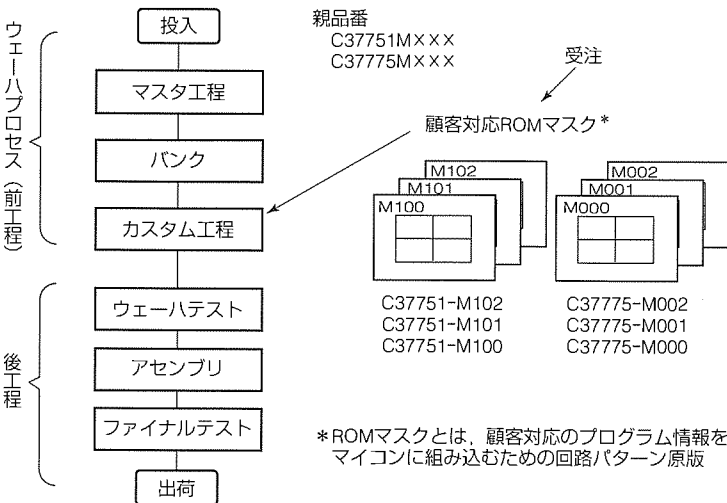 ウェーハプロセス(前工程)
投入
マスタ工程
バンク
カスタム工程
後工程
ウェーハテスト
アセンブリ
ファイナルテスト
出荷
親品番
C37751M×××
C37775M×××
受注
顧客対応ROMマスク*
M102
M101
M100
C37751-M102
C37751-M101
C37751-M100
M002
M001
M000
C37775-M002
C37775-M001
C37775-M000
*ROMマスクとは,顧客対応のプログラム情報を
マイコンに組み込むための回路パターン原版